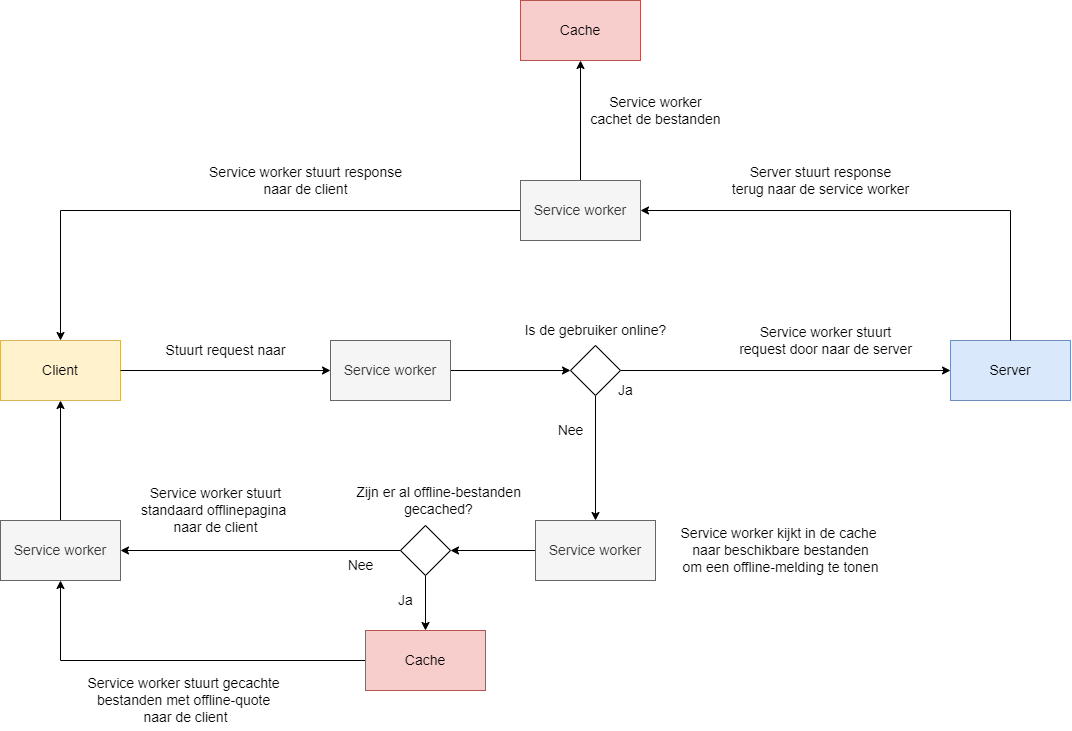 Cache
Service worker
cachet de bestanden
Service worker stuurt response
naar de client
Server stuurt response
terug naar de service worker
Service worker
Is de gebruiker online?
Service worker stuurt
request door naar de server
Stuurt request naar
Client
Service worker
Ja
Server
Nee
Zijn er al offline-bestanden
gecached?
Service worker stuurt
standaard offlinepagina
naar de client
Service worker kijkt in de cache
naar beschikbare bestanden
om een offline-melding te tonen
Service worker
Service worker
Nee
Ja
Cache
Service worker stuurt gecachte
bestanden met offline-quote
naar de client